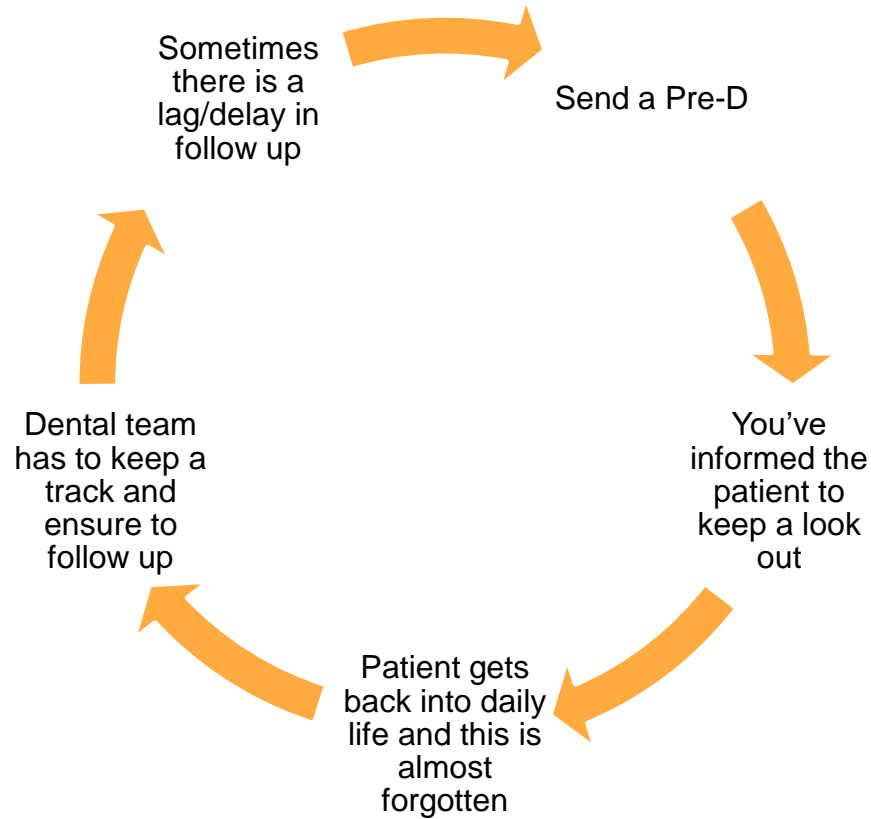 Sometimes
there is a
lag/delay in
follow up
Send a Pre-D
You’ve
informed the
patient to
keep a look
out
Patient gets
back into daily
life and this is
almost
forgotten
Dental team
has to keep a
track and
ensure to
follow up